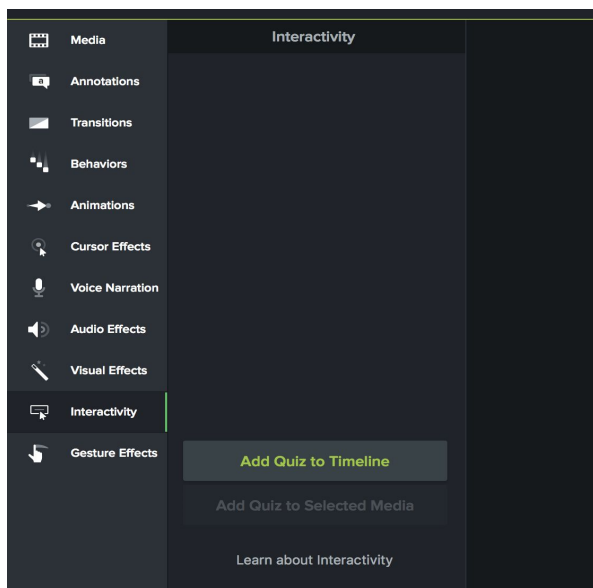 Media
Annotations
Transitions
Behaviors
Animations
Cursor Effects
Voice Narration
Audio Effects
Visual Effects
Interactivity
Gesture Effects
Interactivity
Add Quiz to Timeline
Add Quiz to Selected Media
Learn about Interactivity